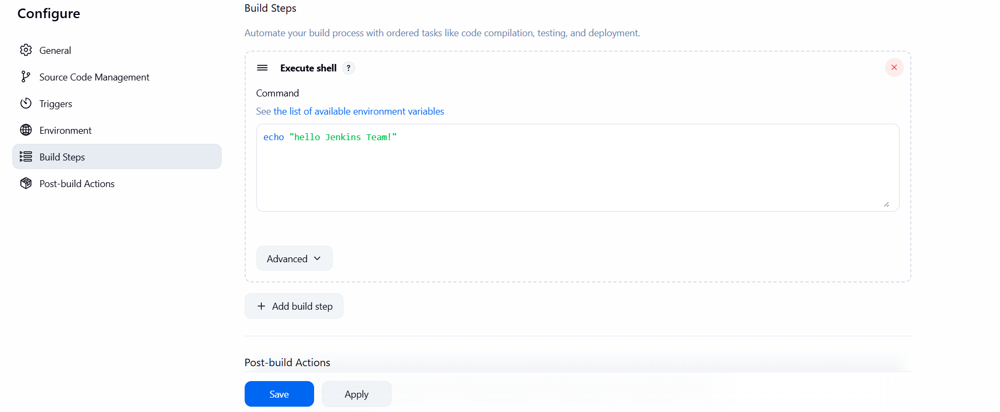 Configure
General
Source Code Management
Triggers
Environment
Build Steps
Post-build Actions
Build Steps
Automate your build process with ordered tasks like code compilation, testing, and deployment.
Execute shell ?
Command
See the list of available environment variables
echo "hello Jenkins Team!"
Advanced
Add build step
Post-build Actions
Save Apply